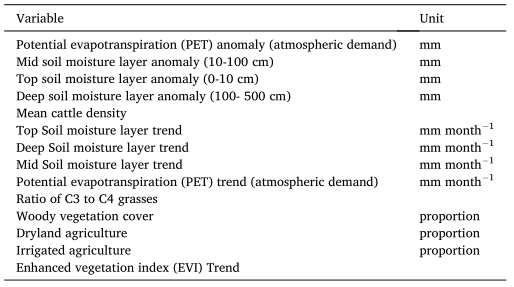 Variable Unit
Potential evapotranspiration (PET) anomaly (atmospheric demand) mm
Mid soil moisture layer anomaly (10-100 cm) mm
Top soil moisture layer anomaly (0-10 cm) mm
Deep soil moisture layer anomaly (100- 500 cm) mm
Mean cattle density
Top Soil moisture layer trend mm month⁻¹
Deep Soil moisture layer trend mm month⁻¹
Mid Soil moisture layer trend mm month⁻¹
Potential evapotranspiration (PET) trend (atmospheric demand) mm month⁻¹
Ratio of C3 to C4 grasses
Woody vegetation cover proportion
Dryland agriculture proportion
Irrigated agriculture proportion
Enhanced vegetation index (EVI) Trend